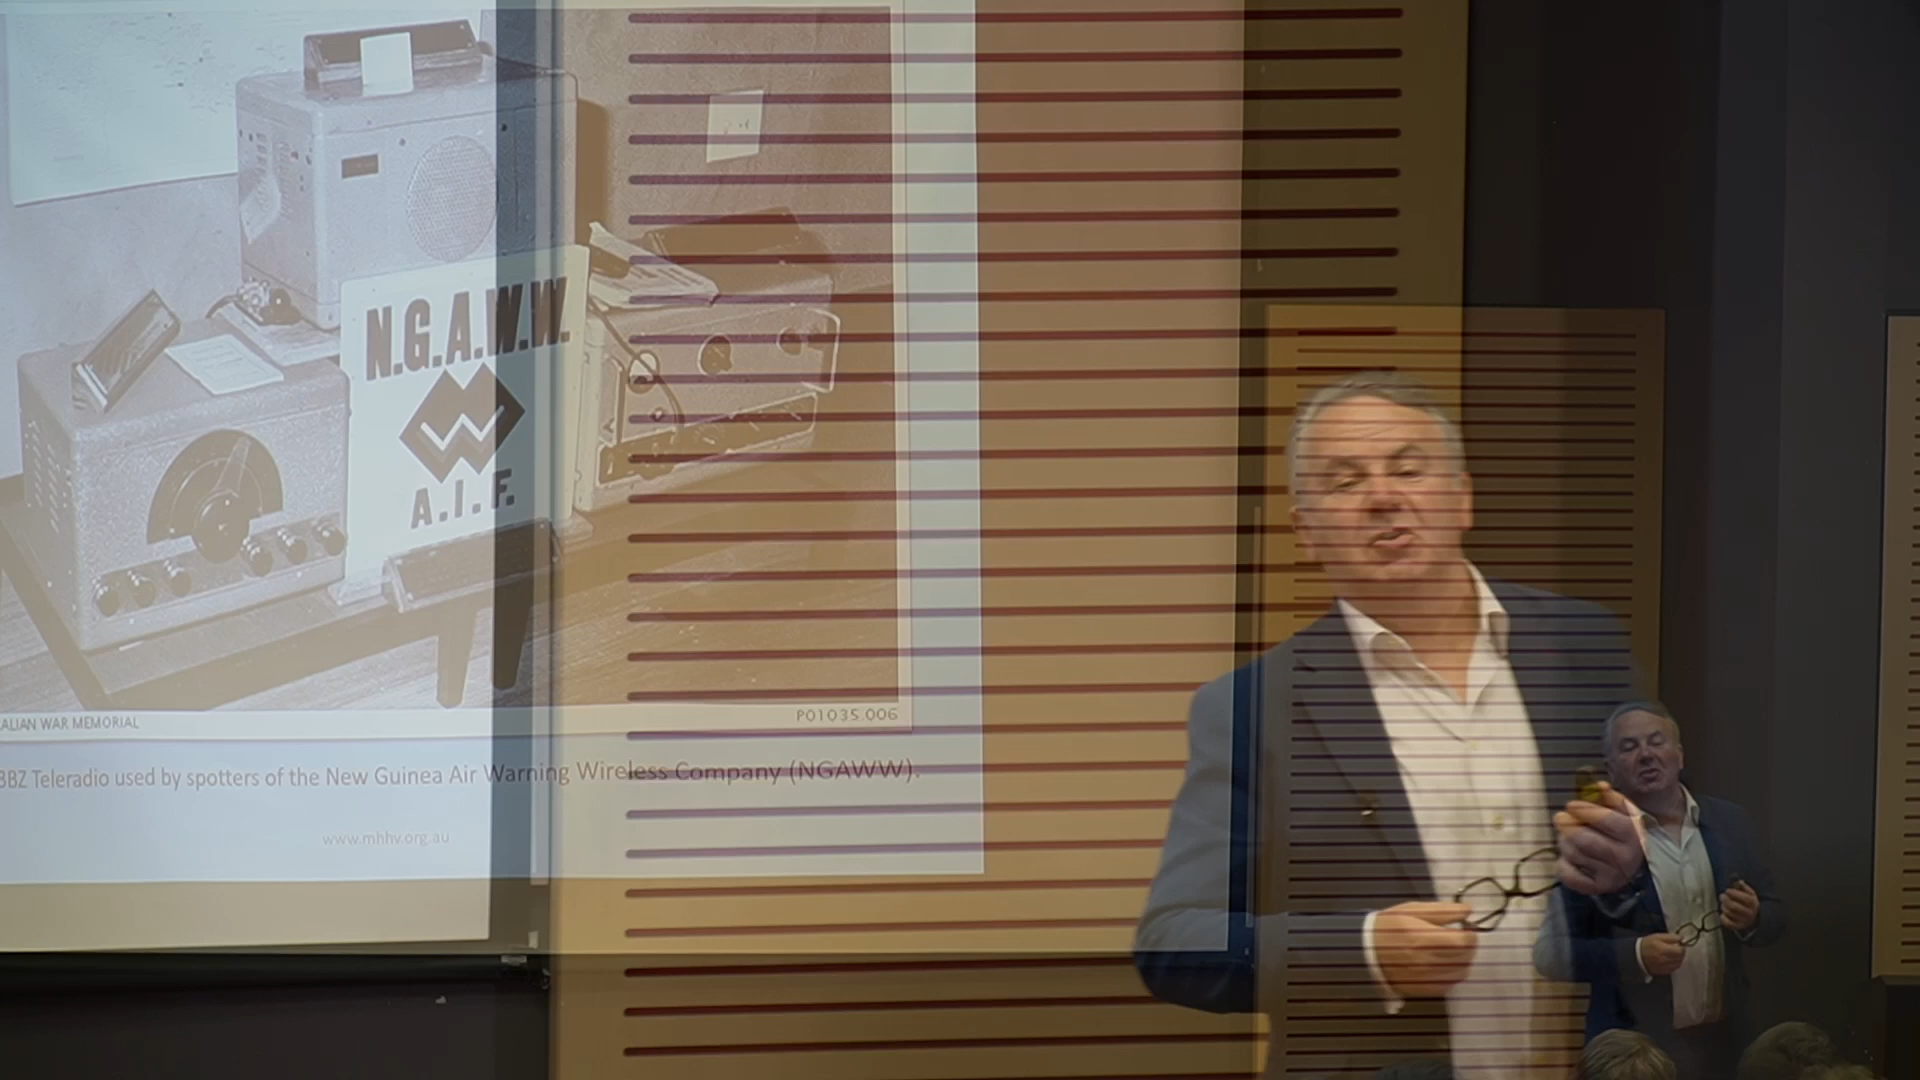 N.G.A.W.W.
A.I.F.
ALIAN WAR MEMORIAL
P01035.006
3BZ Teleradio used by spotters of the New Guinea Air Warning Wireless Company (NGAWW).
www.mhhv.org.au